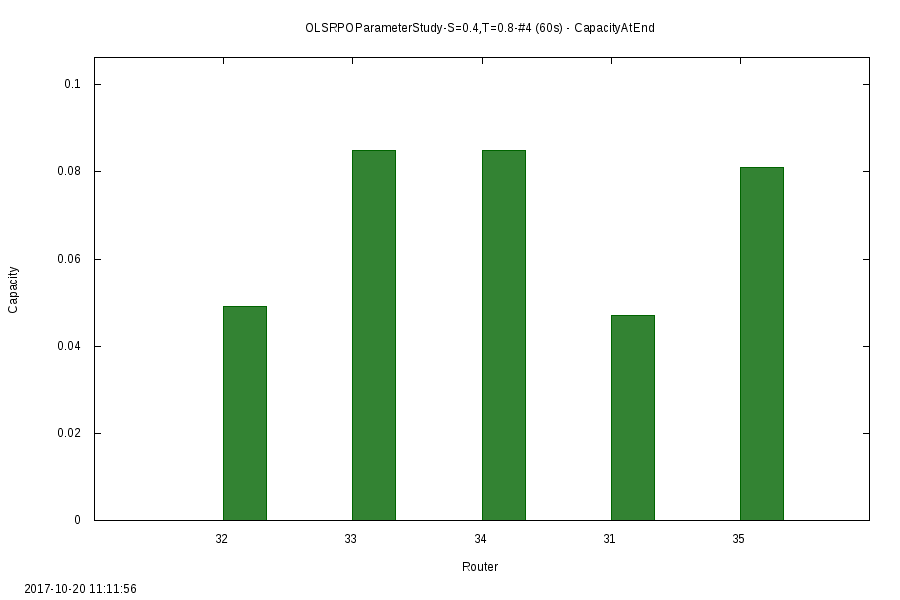 OLSRPOParameterStudy-S=0.4,T=0.8-#4 (60s) - CapacityAtEnd
0.1
0.08
0.06
0.04
0.02
0
Capacity
32 33 34 31 35
Router
2017-10-20 11:11:56